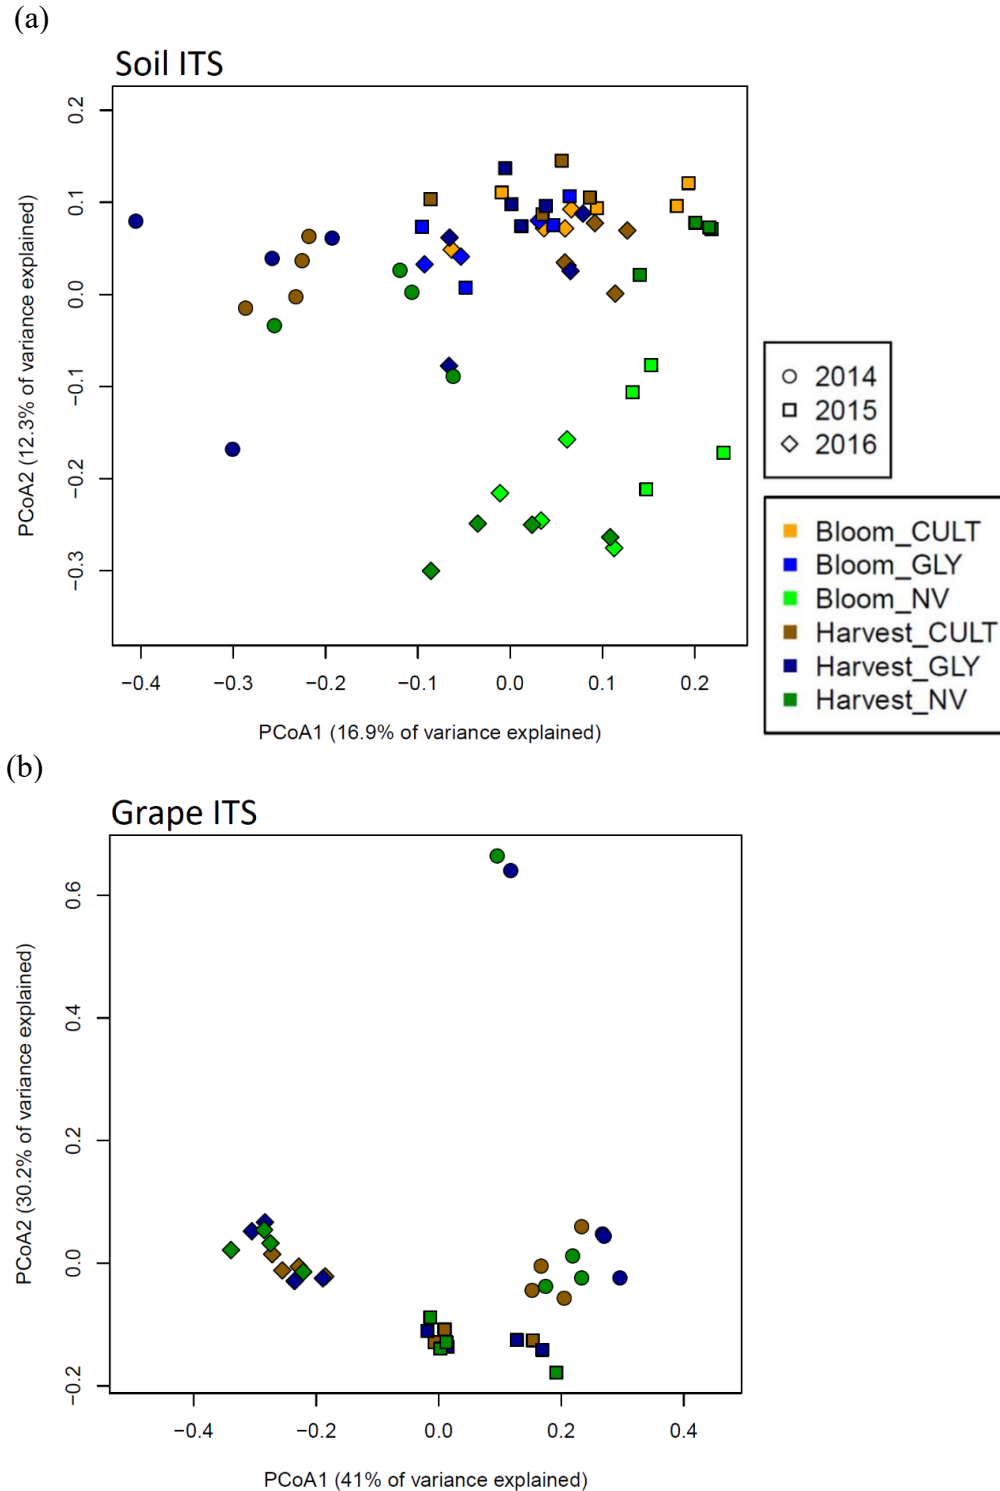 (a)
Soil ITS
0.2
0.1
0.0
−0.1
−0.2
−0.3
PCoA2 (12.3% of variance explained)
−0.4 −0.3 −0.2 −0.1 0.0 0.1 0.2
PCoA1 (16.9% of variance explained)
2014
2015
2016
Bloom_CULT
Bloom_GLY
Bloom_NV
Harvest_CULT
Harvest_GLY
Harvest_NV
(b)
Grape ITS
0.6
0.4
0.2
0.0
−0.2
PCoA2 (30.2% of variance explained)
−0.4 −0.2 0.0 0.2 0.4
PCoA1 (41% of variance explained)